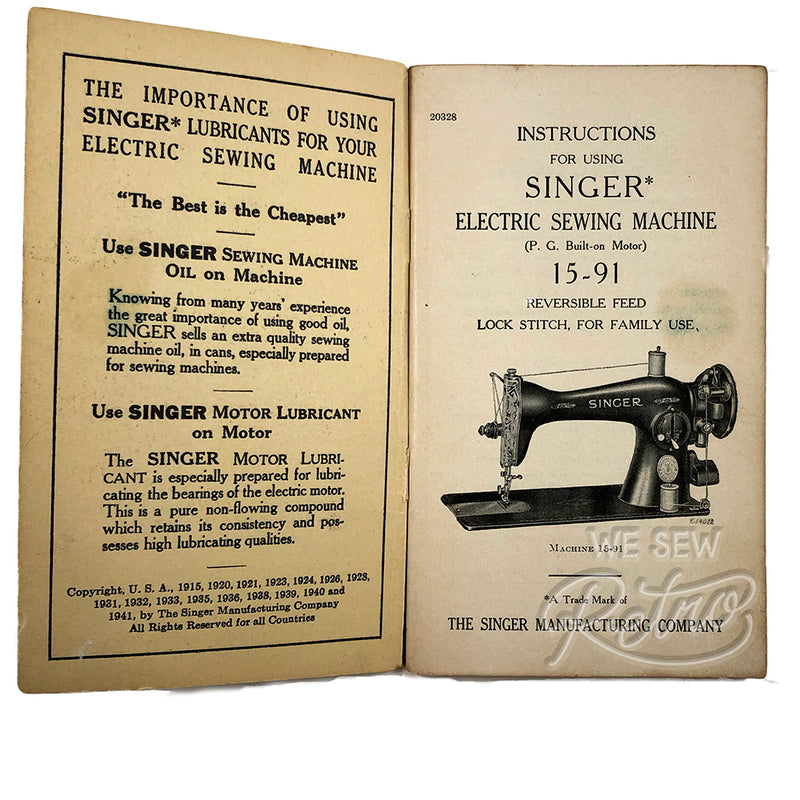 THE IMPORTANCE OF USING
SINGER* LUBRICANTS FOR YOUR
ELECTRIC SEWING MACHINE
"The Best is the Cheapest"
Use SINGER SEWING MACHINE
OIL on Machine
Knowing from many years' experience
the great importance of using good oil,
SINGER sells an extra quality sewing
machine oil, in cans, especially prepared
for sewing machines.
Use SINGER MOTOR LUBRICANT
on Motor
The SINGER MOTOR LUBRI-
CANT is especially prepared for lubri-
cating the bearings of the electric motor.
This is a pure non-flowing compound
which retains its consistency and pos-
sesses high lubricating qualities.
Copyright, U. S. A., 1915, 1920, 1921, 1923, 1924, 1926, 1928,
1931, 1932, 1933, 1935, 1936, 1938, 1939, 1940 and
1941, by The Singer Manufacturing Company
All Rights Reserved for all Countries
20328
INSTRUCTIONS
FOR USING
SINGER*
ELECTRIC SEWING MACHINE
(P. G. Built-on Motor)
15-91
REVERSIBLE FEED
LOCK STITCH, FOR FAMILY USE,
SINGER
MACHINE 15-91
WE SEW
Retro
*A Trade Mark of
THE SINGER MANUFACTURING COMPANY